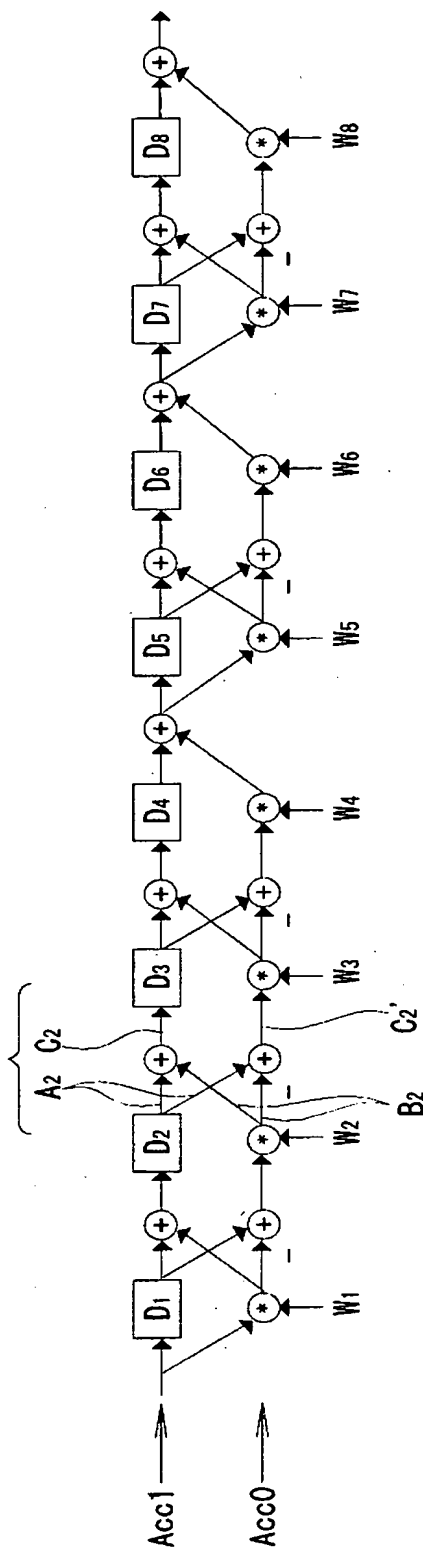 A2 C2
Acc1 D1 + D2 + D3 + D4 + D5 + D6 + D7 + D8 +
Acc0 * + * + * + * * + * * + *
− − − − −
B2 C2'
W1 W2 W3 W4 W5 W6 W7 W8